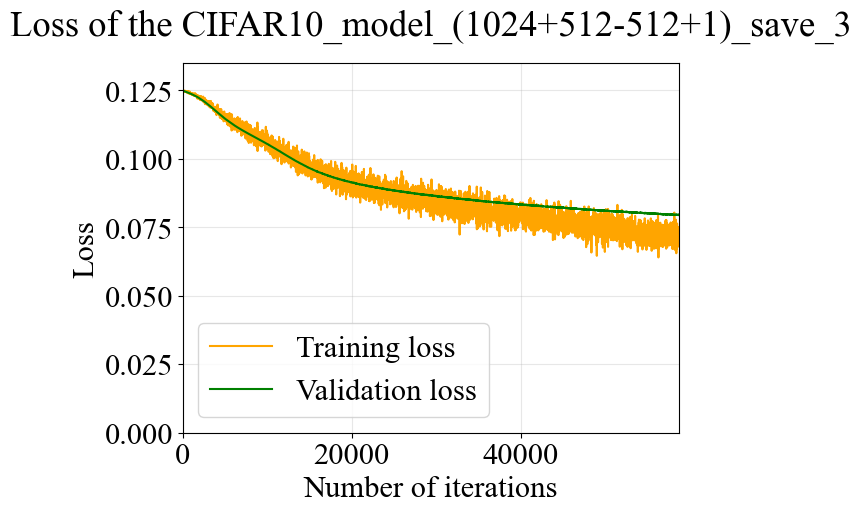 Loss of the CIFAR10_model_(1024+512-512+1)_save_3
0.125
0.100
0.075
0.050
0.025
0.000
Loss
Training loss
Validation loss
0
20000
40000
Number of iterations